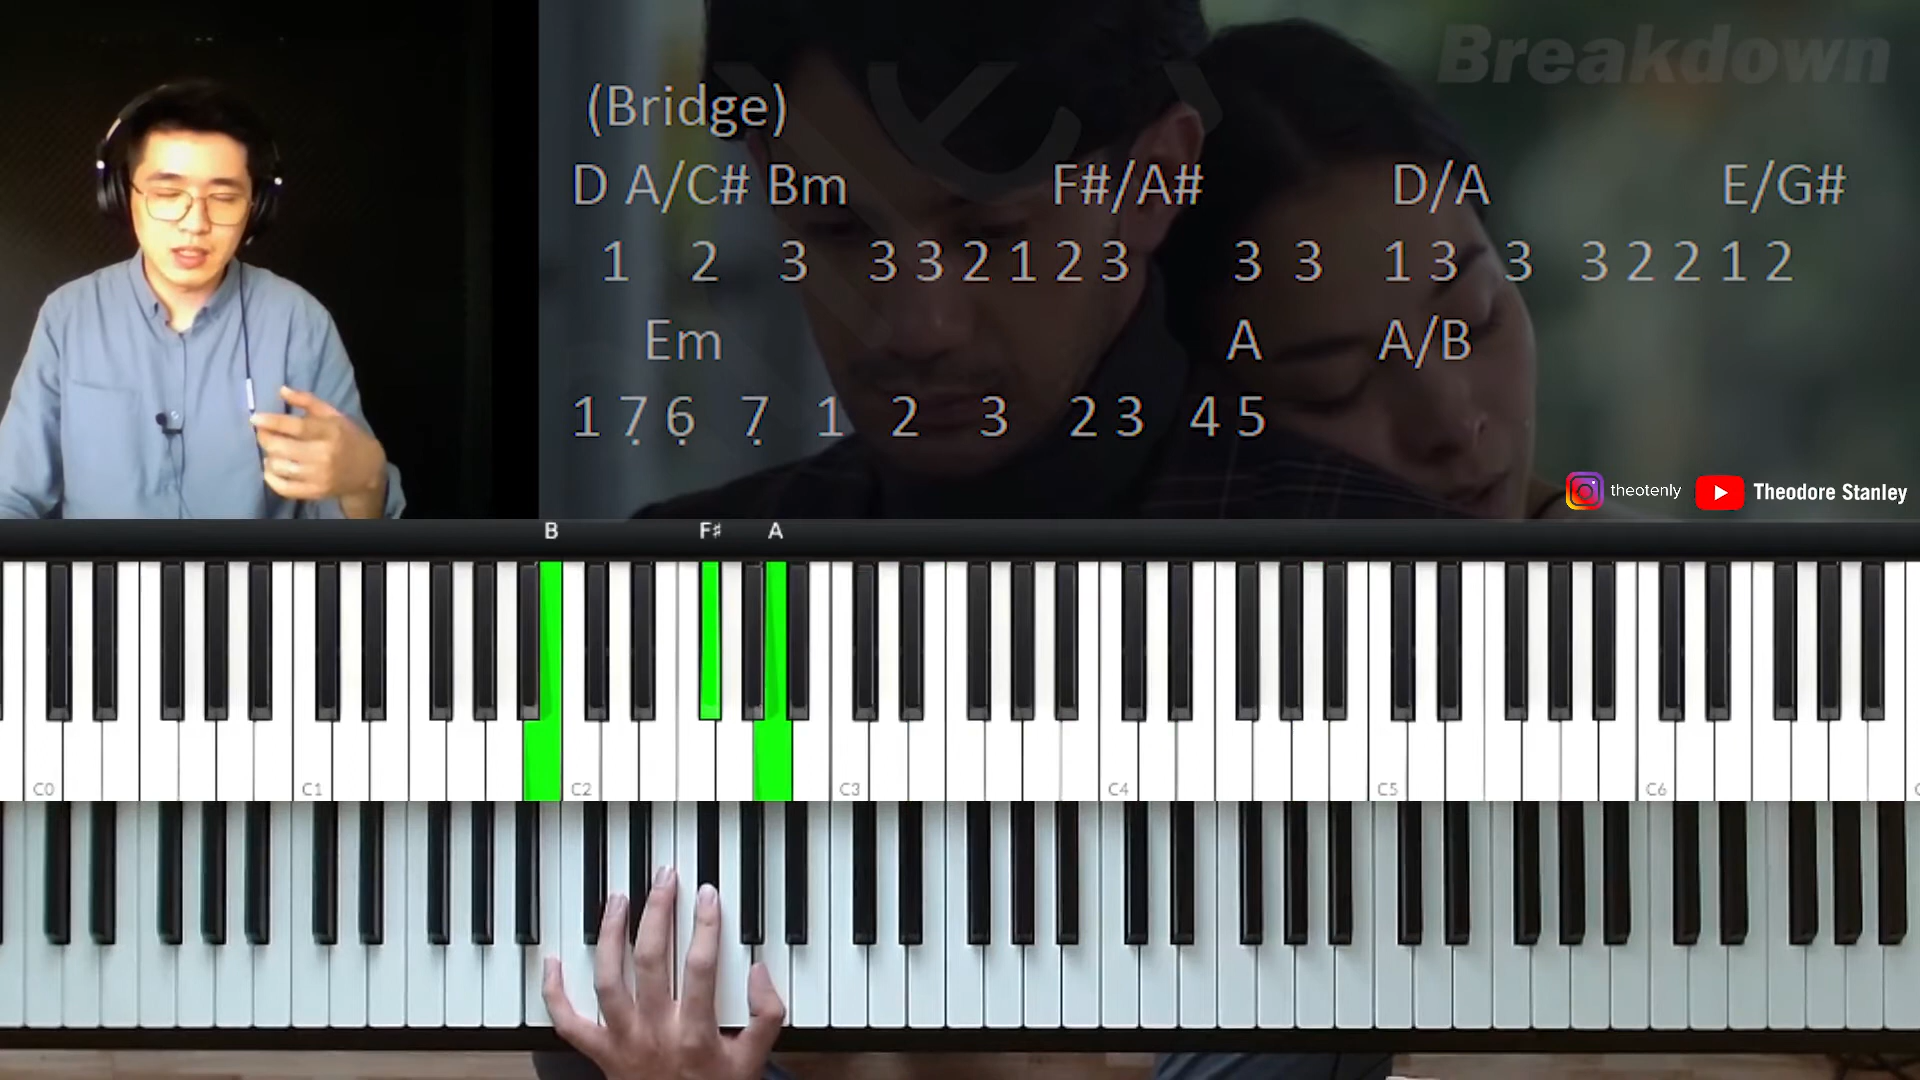 Breakdown
(Bridge)
D A/C# Bm F#/A# D/A E/G#
1 2 3 3 3 2 1 2 3 3 3 1 3 3 3 2 2 1 2
Em A A/B
1 7̣ 6̣ 7̣ 1 2 3 2 3 4 5
theotenly Theodore Stanley
B F♯ A
C0 C1 C2 C3 C4 C5 C6